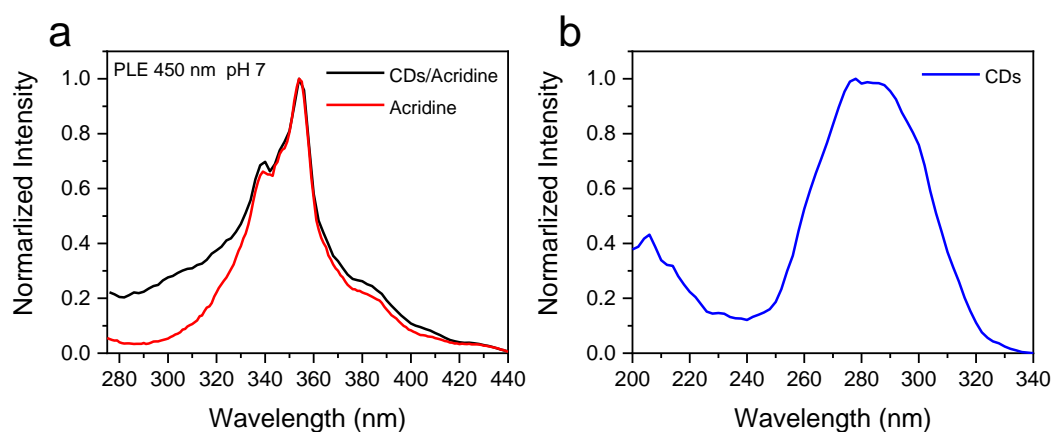 a
PLE 450 nm pH 7
CDs/Acridine
Acridine
Normarlized Intensity
1.0
0.8
0.6
0.4
0.2
0.0
280 300 320 340 360 380 400 420 440
Wavelength (nm)
b
CDs
Normarlized Intensity
1.0
0.8
0.6
0.4
0.2
0.0
200 220 240 260 280 300 320 340
Wavelength (nm)